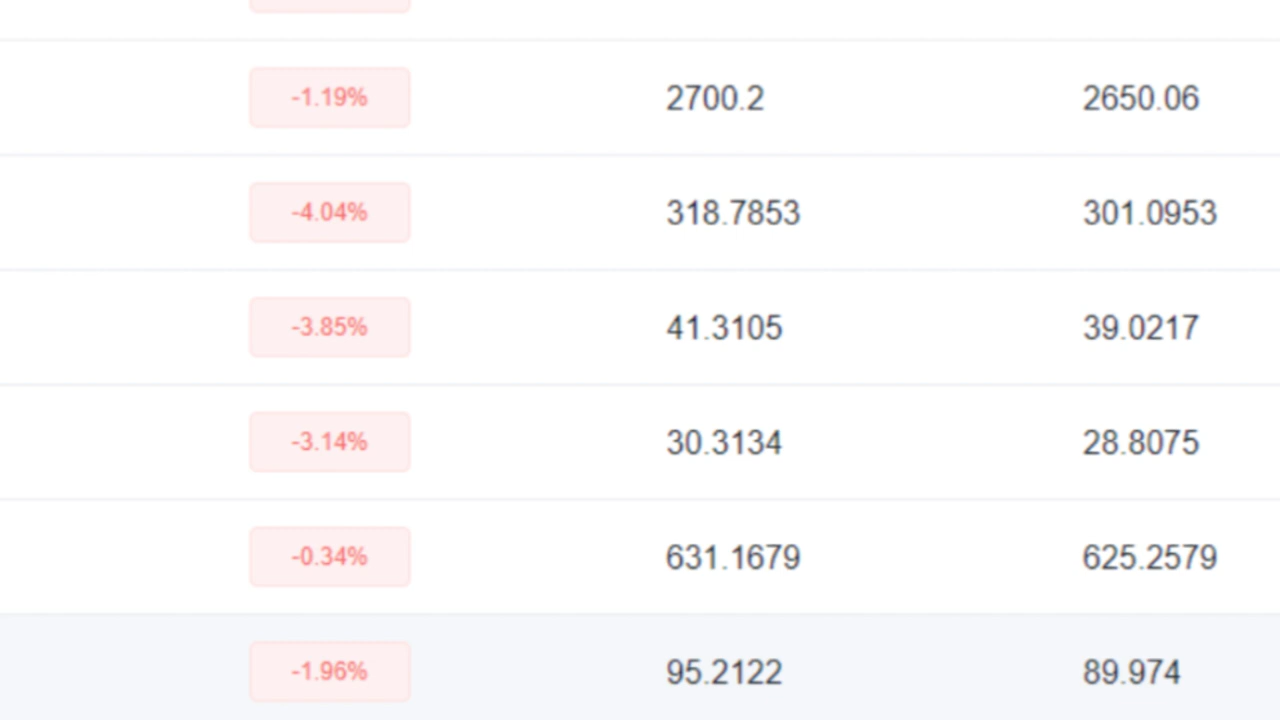 -1.19% 2700.2 2650.06
-4.04% 318.7853 301.0953
-3.85% 41.3105 39.0217
-3.14% 30.3134 28.8075
-0.34% 631.1679 625.2579
-1.96% 95.2122 89.974